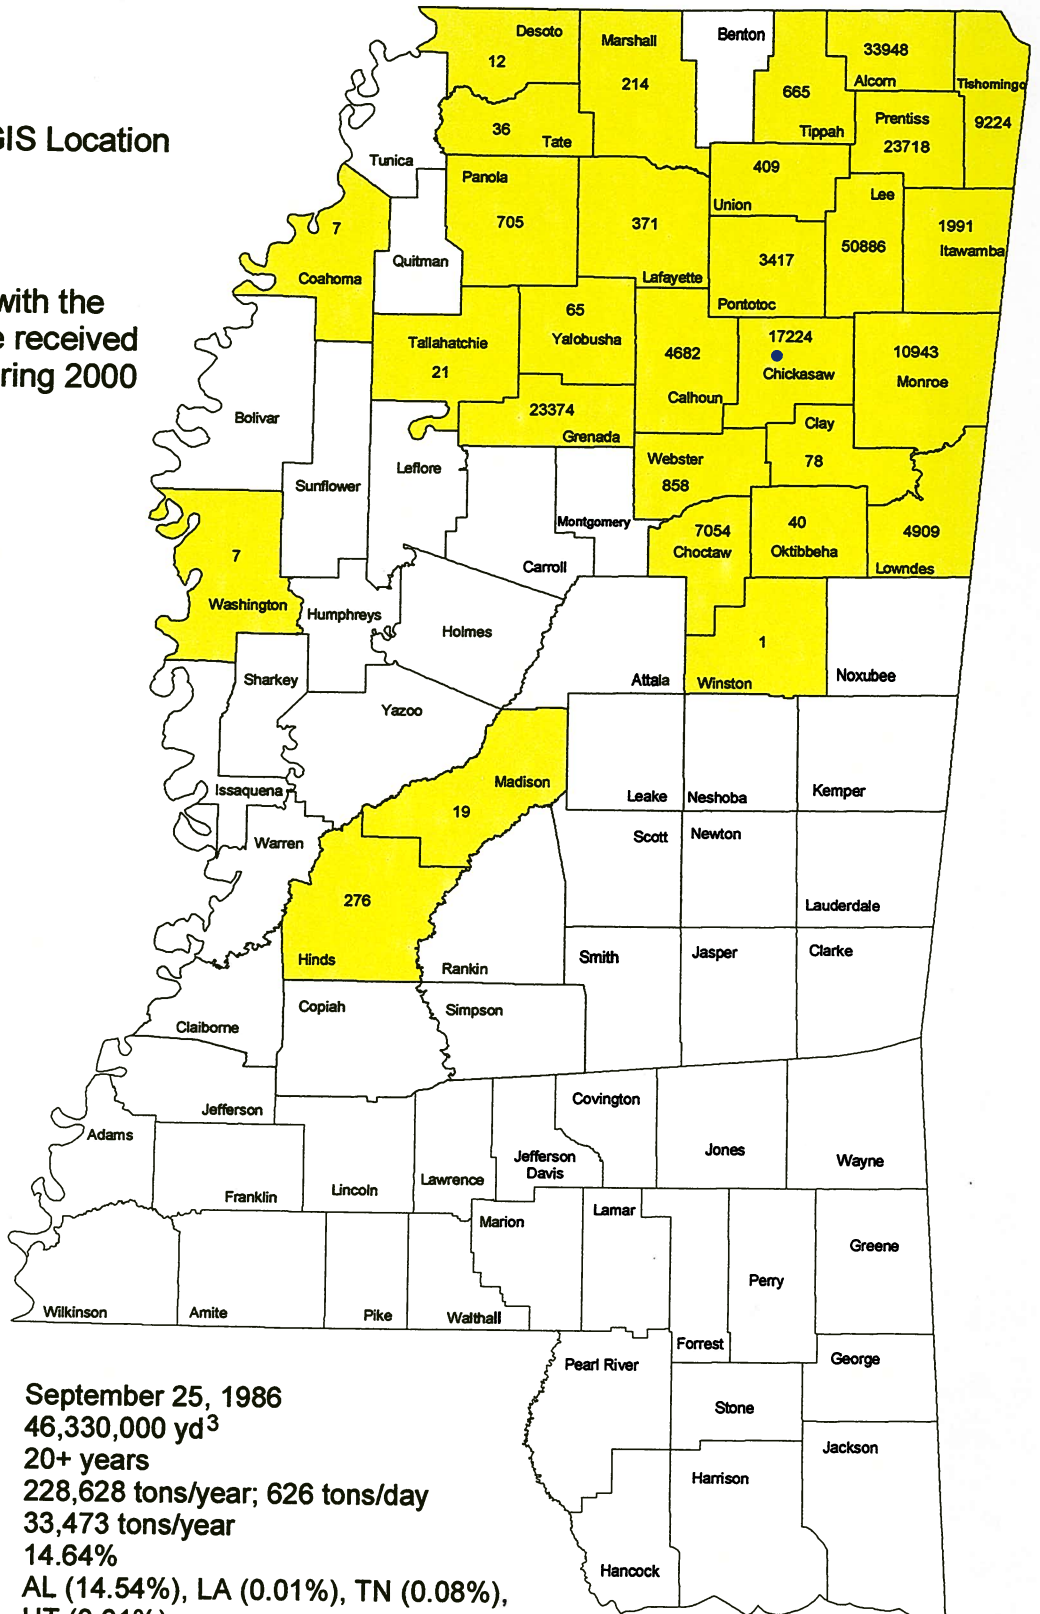 Desoto
12
Marshall
214
Benton
33948
Alcorn
Tishomingo
9224
665
Tippah
Prentiss
23718
GIS Location
36
Tate
Tunica
Panola
705
409
Union
Lee
50886
1991
Itawamba
7
Coahoma
Quitman
371
Lafayette
3417
Pontotoc
with the
received
ring 2000
Tallahatchie
21
65
Yalobusha
4682
Calhoun
17224
Chickasaw
10943
Monroe
Bolivar
23374
Grenada
Clay
78
Leflore
Sunflower
Webster
858
Montgomery
Carroll
7054
Choctaw
40
Oktibbeha
4909
Lowndes
7
Washington
Humphreys
Holmes
1
Winston
Noxubee
Attala
Sharkey
Yazoo
Issaquena
Madison
19
Leake
Neshoba
Kemper
Warren
Scott
Newton
Lauderdale
276
Hinds
Rankin
Smith
Jasper
Clarke
Claiborne
Copiah
Simpson
Jefferson
Covington
Adams
Jones
Wayne
Jefferson
Davis
Lawrence
Franklin
Lincoln
Marion
Lamar
Greene
Perry
Wilkinson
Amite
Pike
Walthall
Forrest
George
Pearl River
Stone
Jackson
Harrison
Hancock
September 25, 1986
46,330,000 yd3
20+ years
228,628 tons/year; 626 tons/day
33,473 tons/year
14.64%
AL (14.54%), LA (0.01%), TN (0.08%),